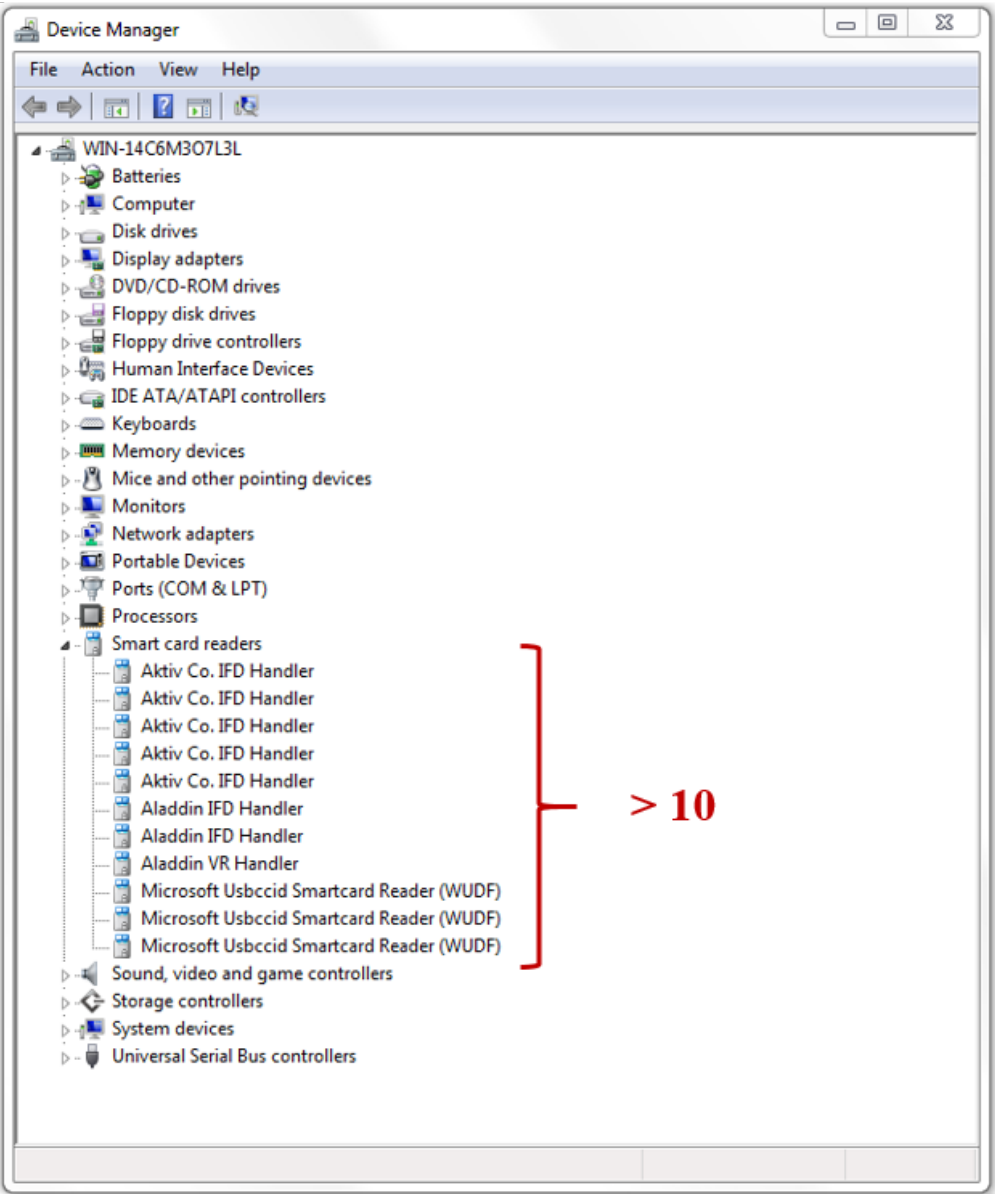 Device Manager
File Action View Help
WIN-14C6M3O7L3L
Batteries
Computer
Disk drives
Display adapters
DVD/CD-ROM drives
Floppy disk drives
Floppy drive controllers
Human Interface Devices
IDE ATA/ATAPI controllers
Keyboards
Memory devices
Mice and other pointing devices
Monitors
Network adapters
Portable Devices
Ports (COM & LPT)
Processors
Smart card readers
Aktiv Co. IFD Handler
Aktiv Co. IFD Handler
Aktiv Co. IFD Handler
Aktiv Co. IFD Handler
Aktiv Co. IFD Handler
Aladdin IFD Handler
Aladdin IFD Handler
Aladdin VR Handler
Microsoft Usbccid Smartcard Reader (WUDF)
Microsoft Usbccid Smartcard Reader (WUDF)
Microsoft Usbccid Smartcard Reader (WUDF)
> 10
Sound, video and game controllers
Storage controllers
System devices
Universal Serial Bus controllers